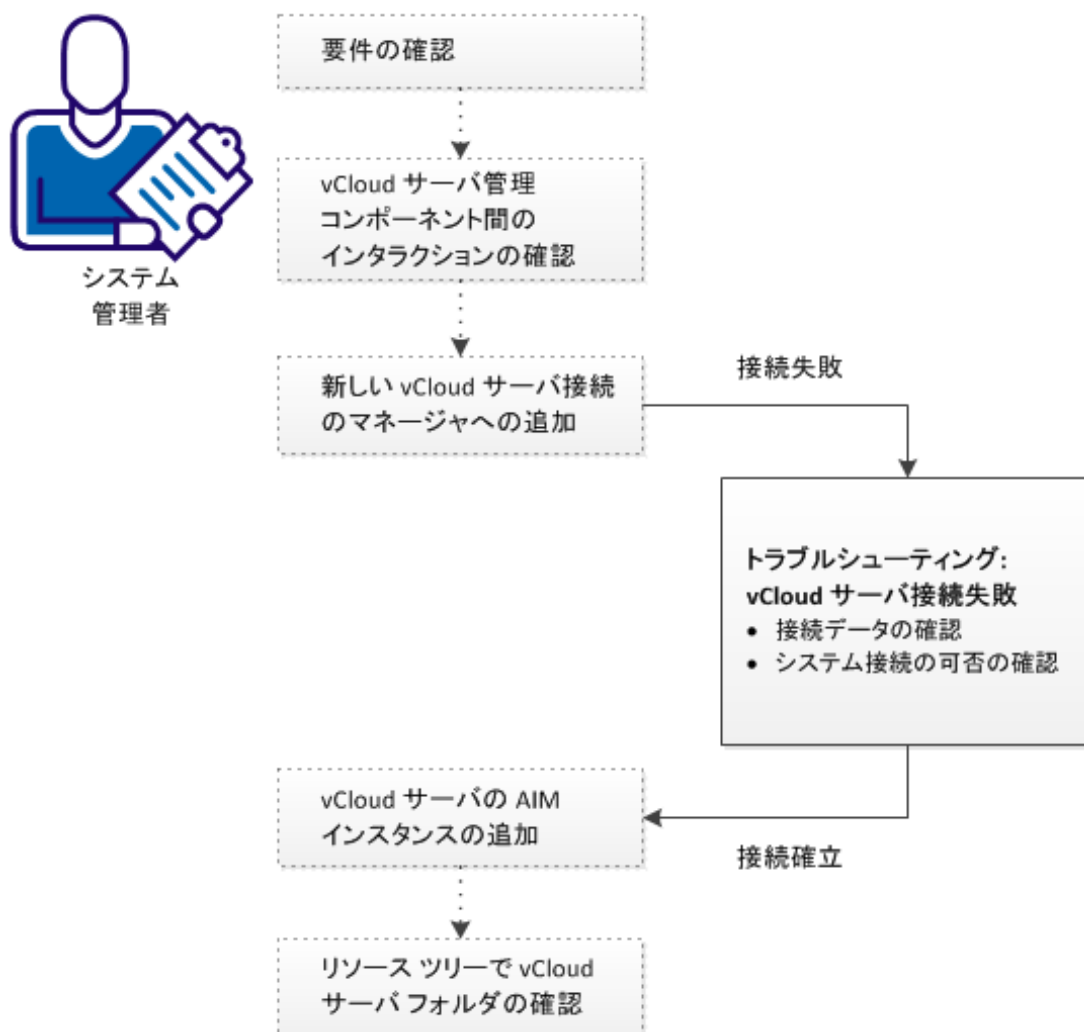 要件の確認
vCloud サーバ管理
コンポーネント間の
インタラクションの確認
システム
管理者
新しい vCloud サーバ接続
のマネージャへの追加
接続失敗
トラブルシューティング:
vCloud サーバ接続失敗
• 接続データの確認
• システム接続の可否の確認
接続確立
vCloud サーバの AIM
インスタンスの追加
リソース ツリーで vCloud
サーバ フォルダの確認